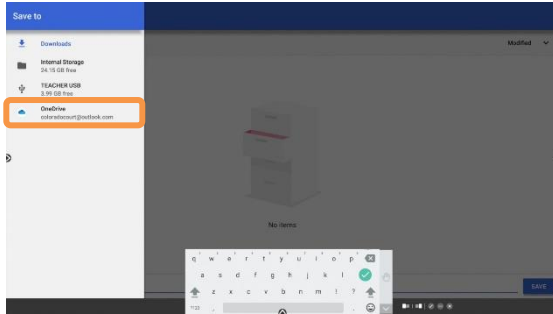 Save to
Downloads
Modified
Internal Storage
24.15 GB free
TEACHER USB
3.99 GB free
OneDrive
coloradocourt@outlook.com
No items
q w e r t y u i o p
a s d f g h j k l
z x c v b n m ! ?
SAVE
?123 , .